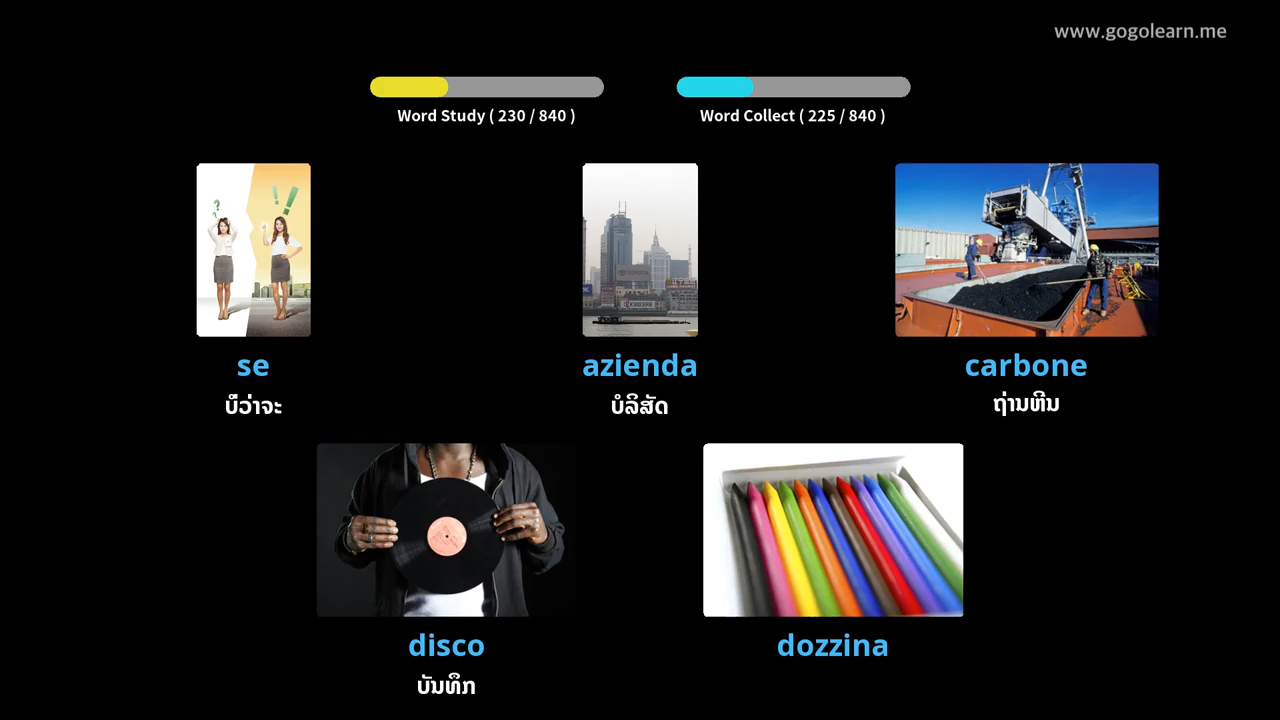 www.gogolearn.me
Word Study ( 230 / 840 )
Word Collect ( 225 / 840 )
se
azienda
carbone
ບໍ່ວ່າຈະ
ບໍລິສັດ
ຖ່ານຫີນ
disco
dozzina
ບັນທຶກ